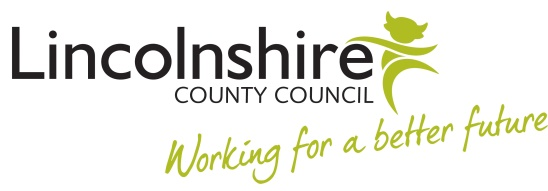 Lincolnshire
COUNTY COUNCIL
Working for a better future